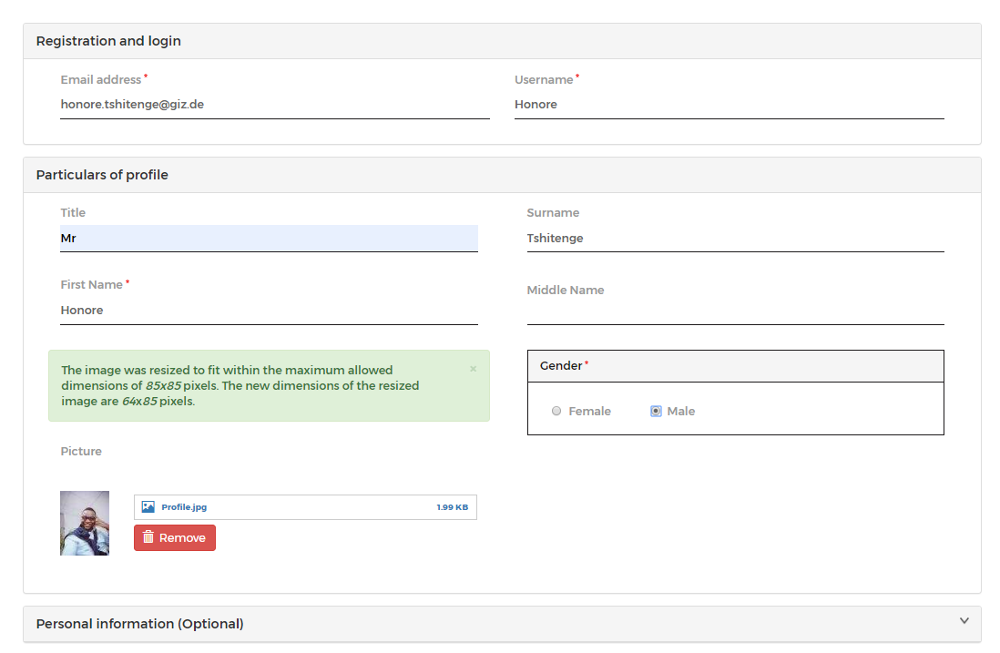 Registration and login
Email address *
Username *
honore.tshitenge@giz.de
Honore
Particulars of profile
Title
Surname
Mr
Tshitenge
First Name *
Middle Name
Honore
The image was resized to fit within the maximum allowed
dimensions of 85x85 pixels. The new dimensions of the resized
image are 64x85 pixels.
×
Gender *
Female
Male
Picture
Profile.jpg
1.99 KB
Remove
Personal information (Optional)